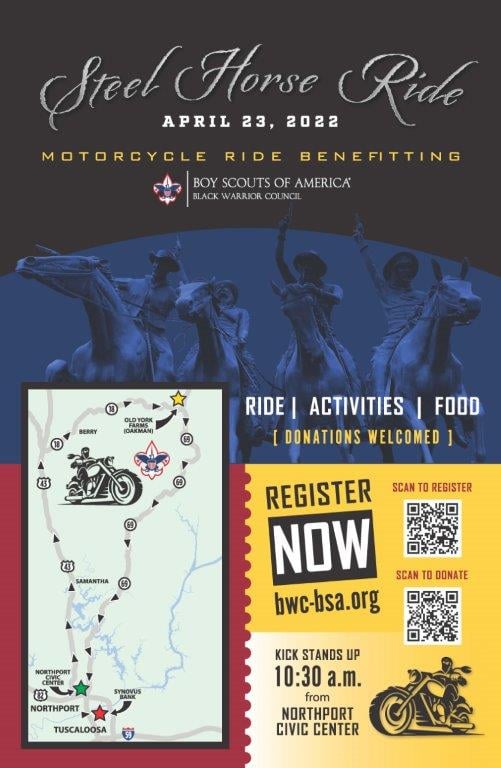 Steel Horse Ride
APRIL 23, 2022
MOTORCYCLE RIDE BENEFITTING
BOY SCOUTS OF AMERICA®
BLACK WARRIOR COUNCIL
RIDE | ACTIVITIES | FOOD
[ DONATIONS WELCOMED ]
18
OLD YORK
FARMS
(OAKMAN)
BERRY
18
69
43
69
69
43
SAMANTHA
69
NORTHPORT
CIVIC
CENTER
82
NORTHPORT
SYNOVUS
BANK
TUSCALOOSA
59
REGISTER
NOW
bwc-bsa.org
SCAN TO REGISTER
SCAN TO DONATE
KICK STANDS UP
10:30 a.m.
from
NORTHPORT
CIVIC CENTER